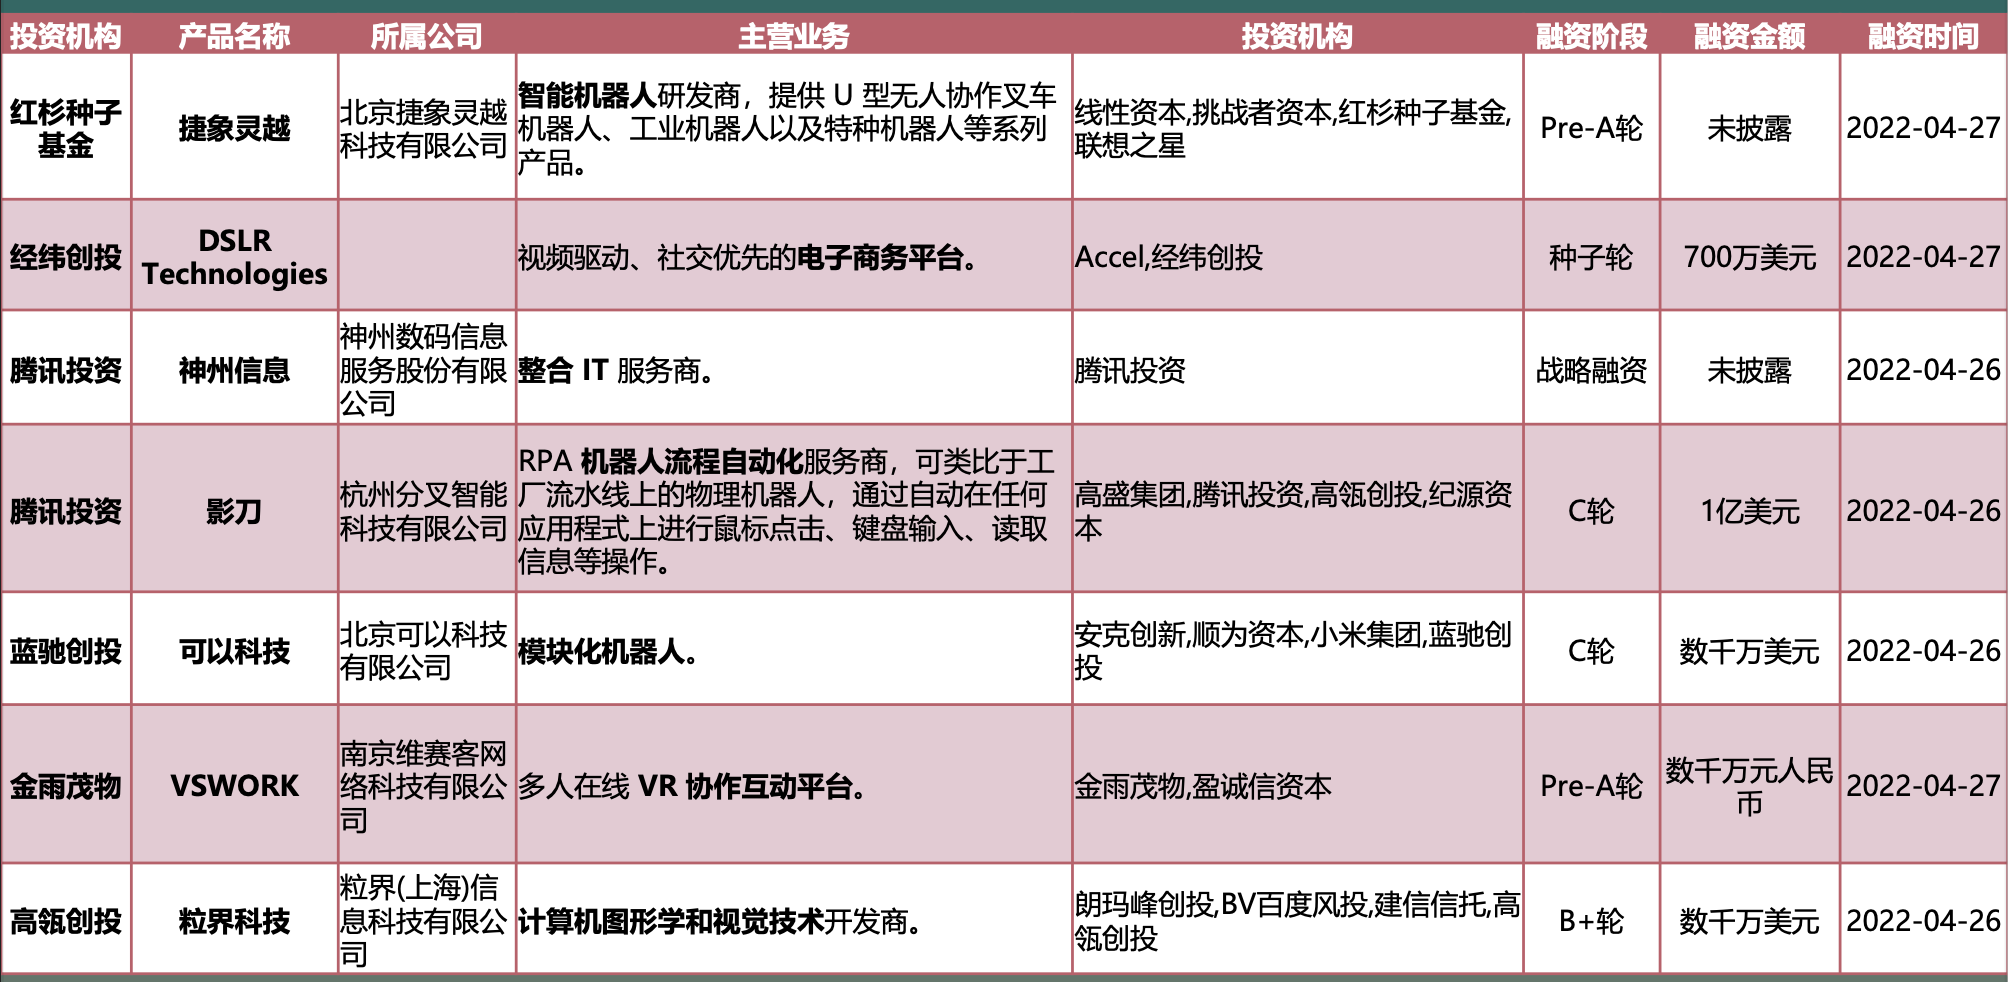 投资机构 产品名称 所属公司 主营业务 投资机构 融资阶段 融资金额 融资时间
红杉种子
基金
捷象灵越
北京捷象灵越
科技有限公司
智能机器人研发商，提供 U 型无人协作叉车
机器人、工业机器人以及特种机器人等系列
产品。
线性资本,挑战者资本,红杉种子基金,
联想之星
Pre-A轮
未披露
2022-04-27
经纬创投
DSLR
Technologies
视频驱动、社交优先的电子商务平台。
Accel,经纬创投
种子轮
700万美元
2022-04-27
腾讯投资
神州信息
神州数码信息
服务股份有限
公司
整合 IT 服务商。
腾讯投资
战略融资
未披露
2022-04-26
腾讯投资
影刀
杭州分叉智能
科技有限公司
RPA 机器人流程自动化服务商，可类比于工
厂流水线上的物理机器人，通过自动在任何
应用程式上进行鼠标点击、键盘输入、读取
信息等操作。
高盛集团,腾讯投资,高瓴创投,纪源资
本
C轮
1亿美元
2022-04-26
蓝驰创投
可以科技
北京可以科技
有限公司
模块化机器人。
安克创新,顺为资本,小米集团,蓝驰创
投
C轮
数千万美元
2022-04-26
金雨茂物
VSWORK
南京维赛客网
络科技有限公
司
多人在线 VR 协作互动平台。
金雨茂物,盈诚信资本
Pre-A轮
数千万元人民
币
2022-04-27
高瓴创投
粒界科技
粒界(上海)信
息科技有限公
司
计算机图形学和视觉技术开发商。
朗玛峰创投,BV百度风投,建信信托,高
瓴创投
B+轮
数千万美元
2022-04-26